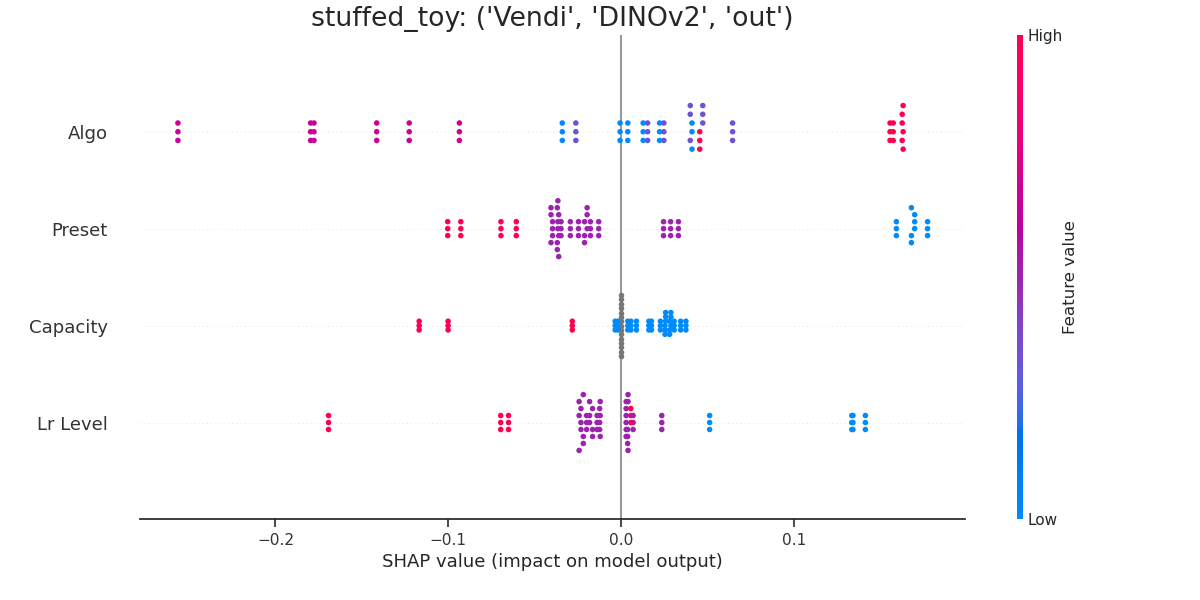 stuffed_toy: ('Vendi', 'DINOv2', 'out')
High
Algo
Preset
Capacity
Lr Level
Feature value
Low
−0.2
−0.1
0.0
0.1
SHAP value (impact on model output)